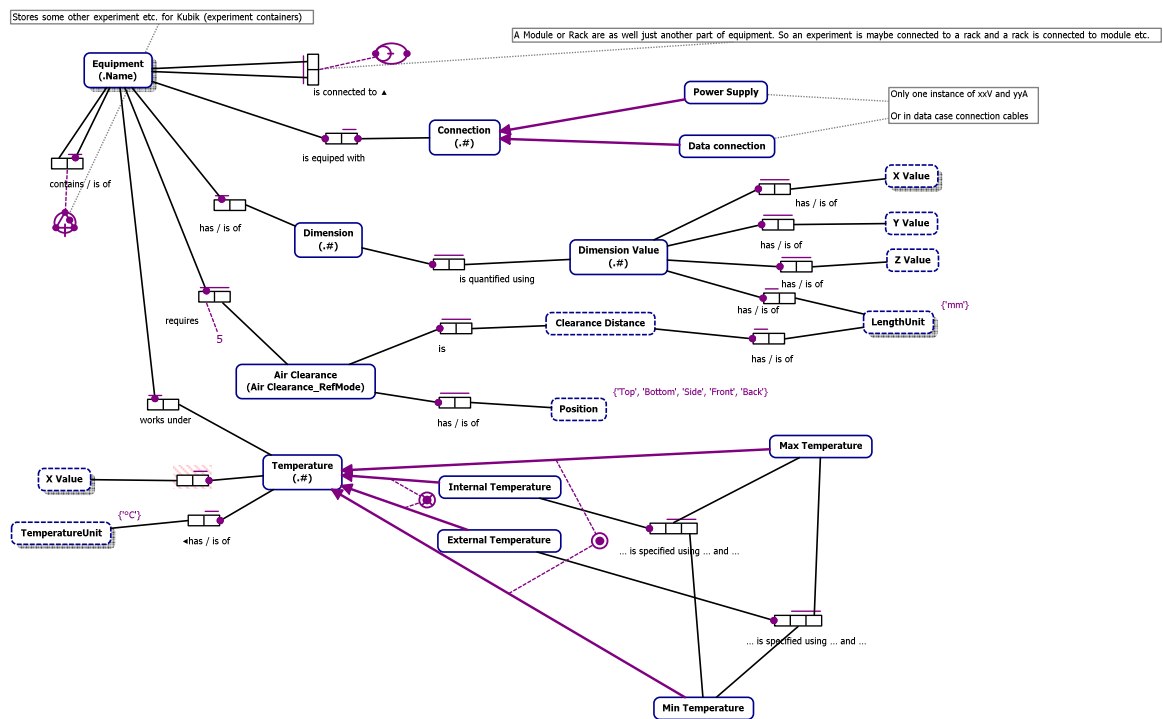 Stores some other experiment etc. for Kubik (experiment containers)
A Module or Rack are as well just another part of equipment. So an experiment is maybe connected to a rack and a rack is connected to module etc.
Equipment
(.Name)
is connected to ▲
Power Supply
Only one instance of xxV and yyA
Or in data case connection cables
Connection
(.#)
Data connection
is equiped with
contains / is of
X Value
has / is of
has / is of
Dimension
(.#)
Y Value
has / is of
Dimension Value
(.#)
Z Value
is quantified using
has / is of
has / is of
{'mm'}
requires
5
Clearance Distance
LengthUnit
is
has / is of
Air Clearance
(Air Clearance_RefMode)
{'Top', 'Bottom', 'Side', 'Front', 'Back'}
Position
works under
has / is of
Max Temperature
Temperature
(.#)
X Value
Internal Temperature
{'°C'}
TemperatureUnit
◂has / is of
External Temperature
... is specified using ... and ...
... is specified using ... and ...
Min Temperature